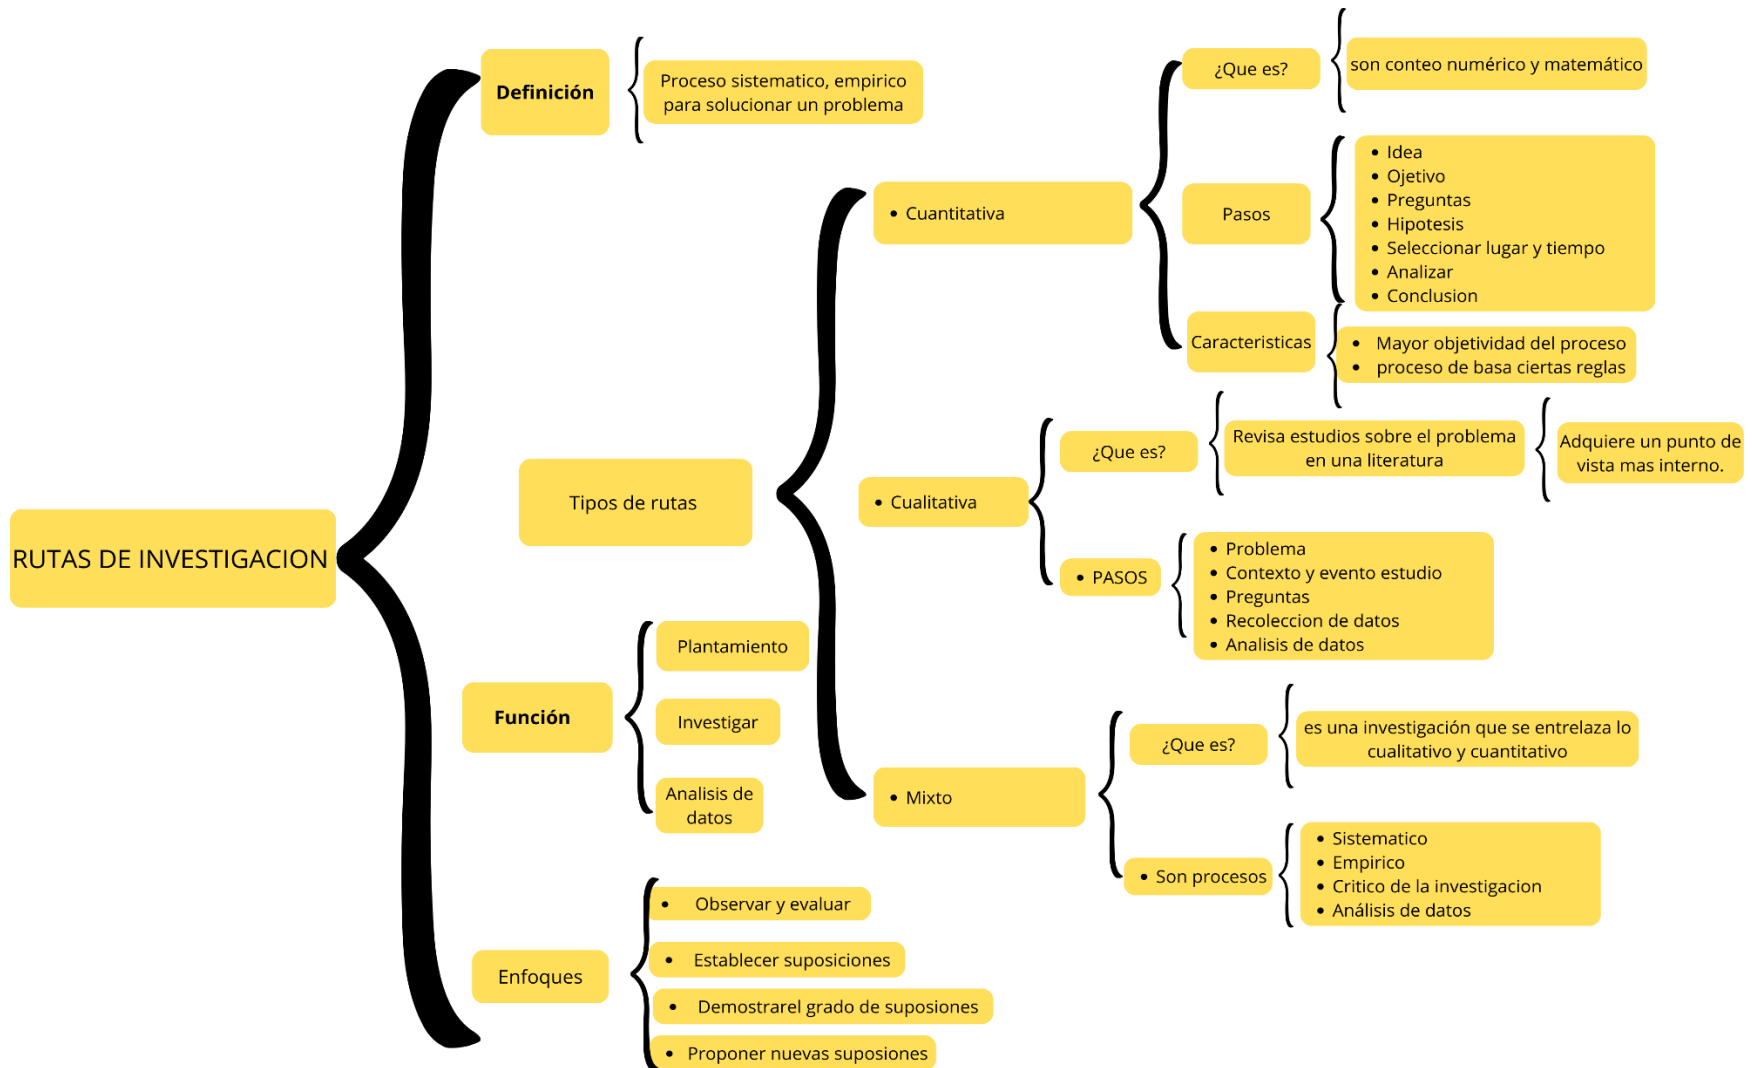 RUTAS DE INVESTIGACION
Definición
Proceso sistematico, empirico
para solucionar un problema
Tipos de rutas
• Cuantitativa
¿Que es?
son conteo numérico y matemático
Pasos
• Idea
• Ojetivo
• Preguntas
• Hipotesis
• Seleccionar lugar y tiempo
• Analizar
• Conclusion
Caracteristicas
• Mayor objetividad del proceso
• proceso de basa ciertas reglas
• Cualitativa
¿Que es?
Revisa estudios sobre el problema
en una literatura
Adquiere un punto de
vista mas interno.
• PASOS
• Problema
• Contexto y evento estudio
• Preguntas
• Recoleccion de datos
• Analisis de datos
• Mixto
¿Que es?
es una investigación que se entrelaza lo
cualitativo y cuantitativo
• Son procesos
• Sistematico
• Empirico
• Critico de la investigacion
• Análisis de datos
Función
Plantamiento
Investigar
Analisis de
datos
Enfoques
• Observar y evaluar
• Establecer suposiciones
• Demostrarel grado de suposiones
• Proponer nuevas suposiones